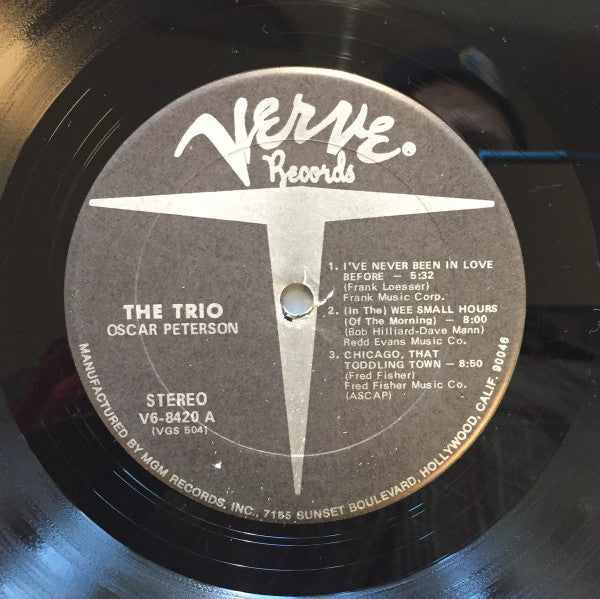 Verve®
Records
1. I'VE NEVER BEEN IN LOVE
BEFORE — 5:32
(Frank Loesser)
Frank Music Corp.
2. (In The) WEE SMALL HOURS
(Of The Morning) — 8:00
(Bob Hilliard-Dave Mann)
Redd Evans Music Co.
3. CHICAGO, THAT
TODDLING TOWN — 8:50
(Fred Fisher)
Fred Fisher Music Co.
(ASCAP)
THE TRIO
OSCAR PETERSON
STEREO
V6-8420 A
(VGS 504)
MANUFACTURED BY MGM RECORDS, INC., 7165 SUNSET BOULEVARD, HOLLYWOOD, CALIF. 90046